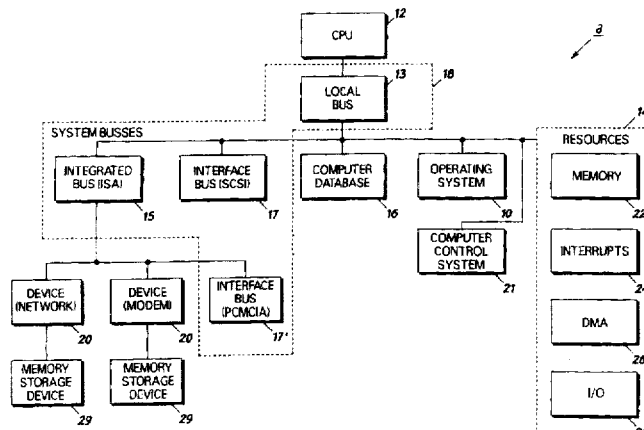 12
CPU
8
13
18
LOCAL
BUS
14
SYSTEM BUSSES
RESOURCES
INTEGRATED
BUS (ISA)
15
INTERFACE
BUS (SCSI)
17
COMPUTER
DATABASE
16
OPERATING
SYSTEM
10
MEMORY
22
COMPUTER
CONTROL
SYSTEM
21
INTERRUPTS
24
DEVICE
(NETWORK)
20
DEVICE
(MODEM)
20
INTERFACE
BUS
(PCMCIA)
17'
DMA
26
MEMORY
STORAGE
DEVICE
29
MEMORY
STORAGE
DEVICE
29
I/O